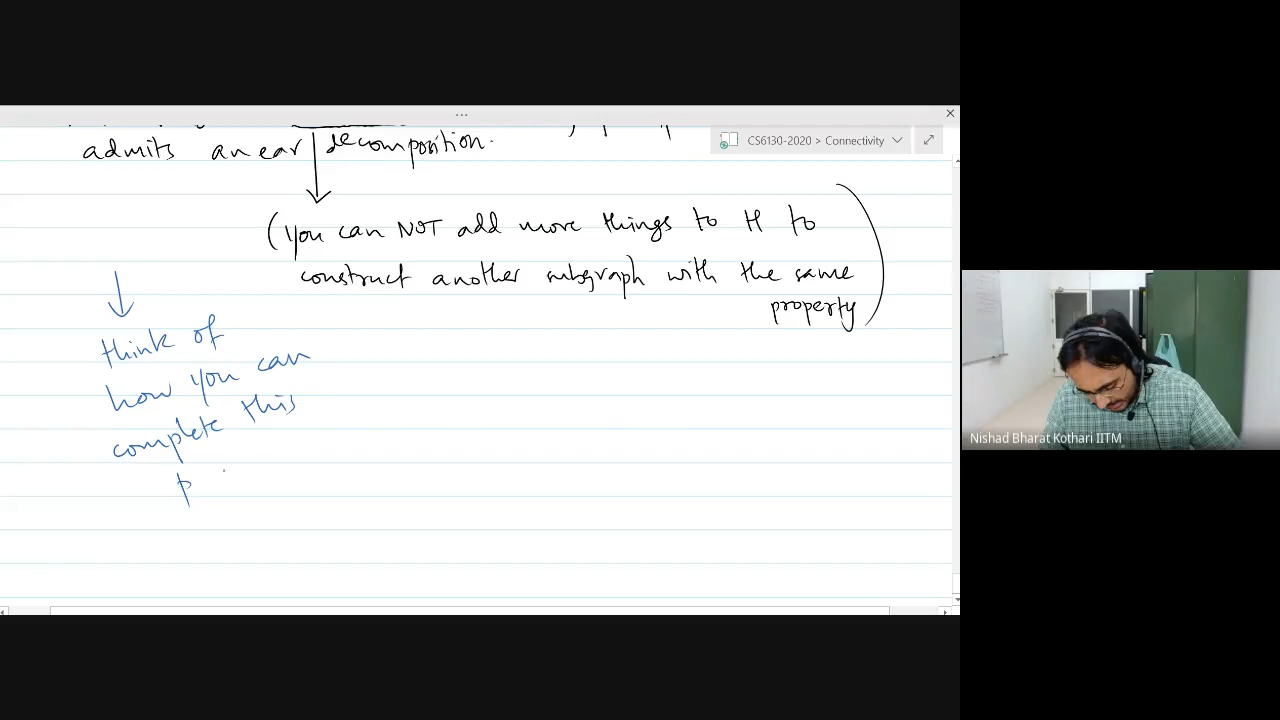 admits an ear decomposition.
CS6130-2020 > Connectivity
(you can NOT add more things to H to
construct another subgraph with the same
property)
think of
how you can
complete this
p
Nishad Bharat Kothari IITM